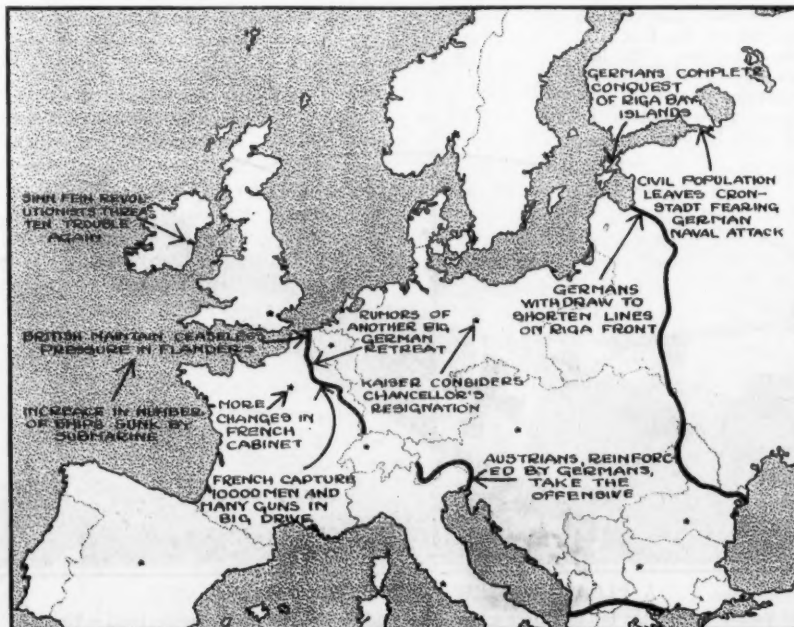 GERMANS COMPLETE
CONQUEST
OF RIGA BAY
ISLANDS
SINN FEIN REVOL-
UTIONISTS THREA
TEN TROUBLE
AGAIN
CIVIL POPULATION
LEAVES CRON-
STADT FEARING
GERMAN
NAVAL ATTACK
GERMANS
WITHDRAW TO
SHORTEN LINES
ON RIGA FRONT
RUMORS OF
ANOTHER BIG
GERMAN
RETREAT
BRITISH MAINTAIN CEASELESS
PRESSURE IN FLANDERS
KAISER CONSIDERS
CHANCELLOR'S
RESIGNATION
INCREASE IN NUMBER
OF SHIPS SUNK BY
SUBMARINE
MORE
CHANGES IN
FRENCH
CABINET
AUSTRIANS, REINFORC
ED BY GERMANS,
TAKE THE
OFFENSIVE
FRENCH CAPTURE
10000 MEN AND
MANY GUNS IN
BIG DRIVE